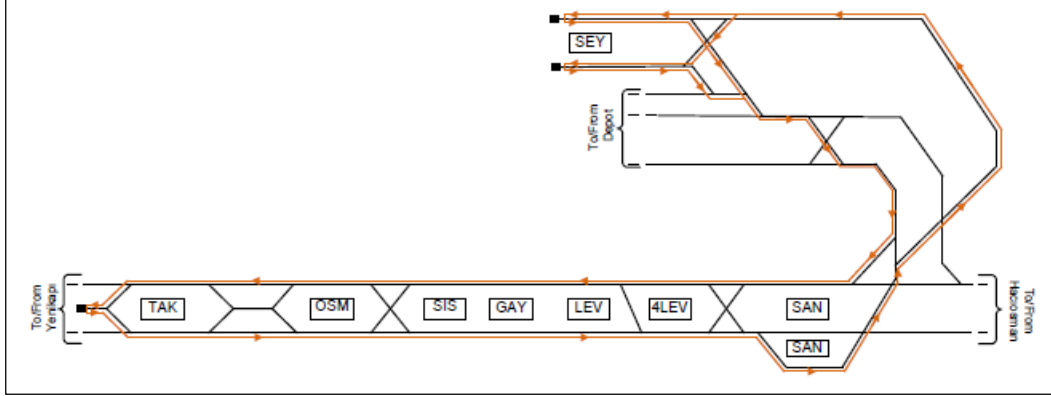 SEY
To/From
Depot
To/From
Yenikapı
TAK
OSM
SIS
GAY
LEV
4LEV
SAN
SAN
To/From
Hacıosman